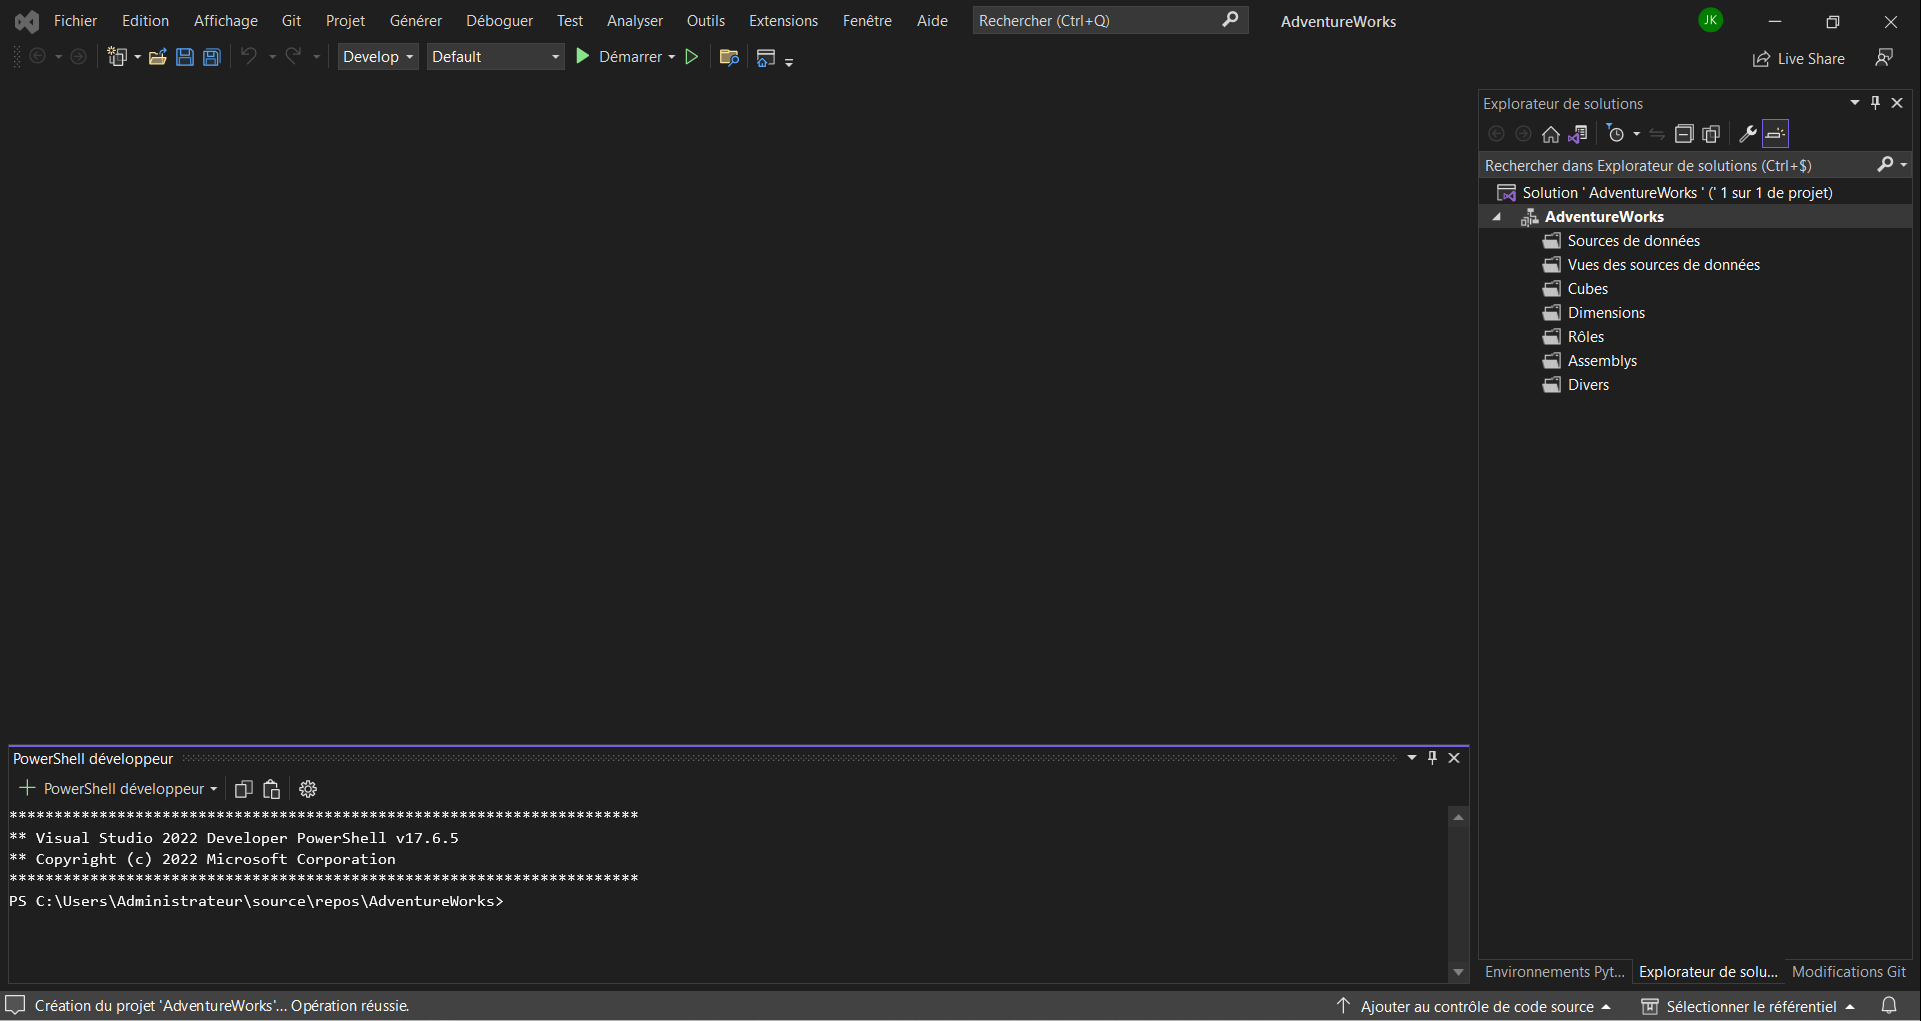 Fichier Edition Affichage Git Projet Générer Déboguer Test Analyser Outils Extensions Fenêtre Aide Rechercher (Ctrl+Q) AdventureWorks JK
Develop Default Démarrer Live Share
Explorateur de solutions
Rechercher dans Explorateur de solutions (Ctrl+$)
Solution ' AdventureWorks ' (' 1 sur 1 de projet)
AdventureWorks
Sources de données
Vues des sources de données
Cubes
Dimensions
Rôles
Assemblys
Divers
PowerShell développeur
PowerShell développeur
**********************************************************************
** Visual Studio 2022 Developer PowerShell v17.6.5
** Copyright (c) 2022 Microsoft Corporation
**********************************************************************
PS C:\Users\Administrateur\source\repos\AdventureWorks>
Environnements Pyt... Explorateur de solu... Modifications Git
Création du projet 'AdventureWorks'... Opération réussie. Ajouter au contrôle de code source Sélectionner le référentiel